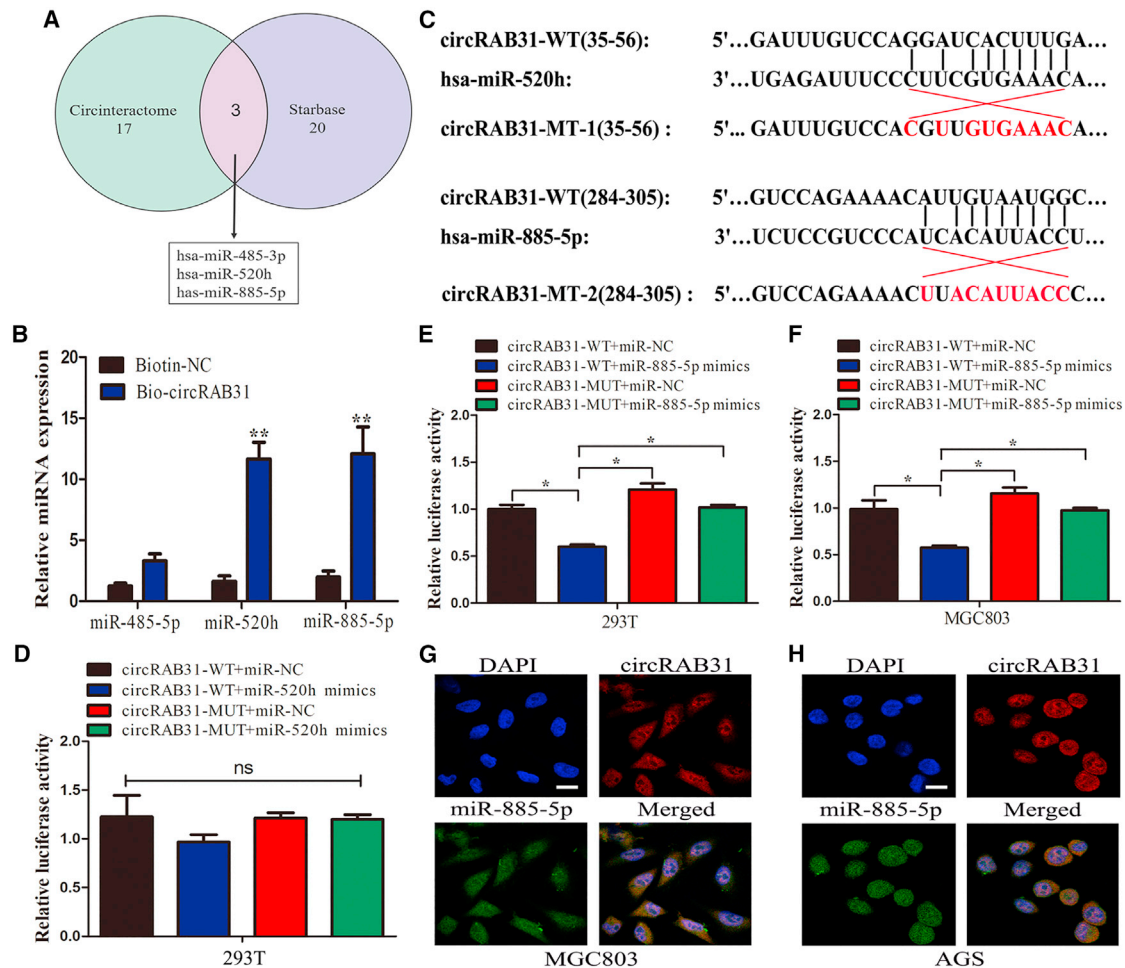 A
Circinteractome
17
3
Starbase
20
hsa-miR-485-3p
hsa-miR-520h
has-miR-885-5p
C
circRAB31-WT(35-56): 5'...GAUUUGUCCAGGAUCACUUUGA...
hsa-miR-520h: 3'...UGAGAUUUCCCUUCGUGAAACA...
circRAB31-MT-1(35-56) : 5'... GAUUUGUCCACGUUGUGAAACA...
circRAB31-WT(284-305): 5'...GUCCAGAAAACAUUGUAAUGGC...
hsa-miR-885-5p: 3'...UCUCCGUCCCAUCACAUUACCU...
circRAB31-MT-2(284-305) : 5'...GUCCAGAAAACUUACAUUACCC...
B
Biotin-NC
Bio-circRAB31
Relative miRNA expression
20
15
10
5
0
**
**
miR-485-5p
miR-520h
miR-885-5p
E
circRAB31-WT+miR-NC
circRAB31-WT+miR-885-5p mimics
circRAB31-MUT+miR-NC
circRAB31-MUT+miR-885-5p mimics
Relative luciferase activity
2.0
1.5
1.0
0.5
0.0
*
*
*
293T
F
circRAB31-WT+miR-NC
circRAB31-WT+miR-885-5p mimics
circRAB31-MUT+miR-NC
circRAB31-MUT+miR-885-5p mimics
Relative luciferase activity
2.0
1.5
1.0
0.5
0.0
*
*
*
MGC803
D
circRAB31-WT+miR-NC
circRAB31-WT+miR-520h mimics
circRAB31-MUT+miR-NC
circRAB31-MUT+miR-520h mimics
Relative luciferase activity
2.0
1.5
1.0
0.5
0.0
ns
293T
G
DAPI
circRAB31
miR-885-5p
Merged
MGC803
H
DAPI
circRAB31
miR-885-5p
Merged
AGS